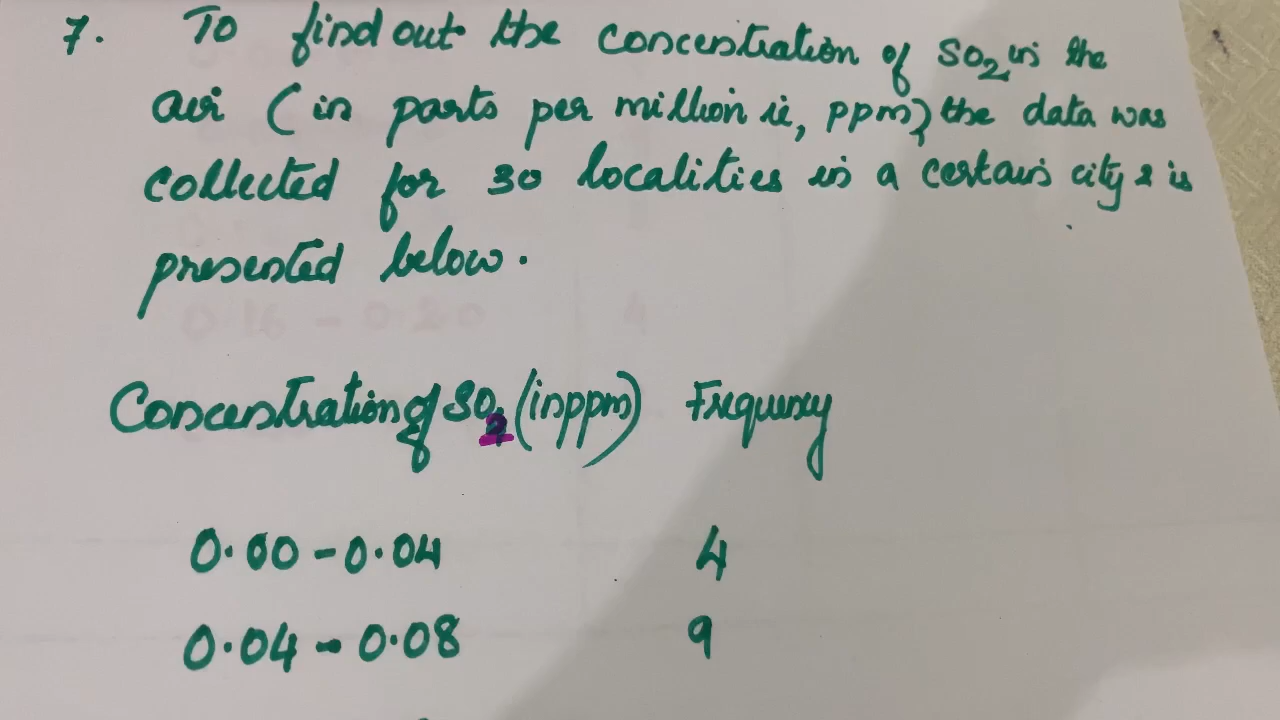 7. To find out the concentration of SO2 in the
air (in parts per million ie, ppm) the data was
collected for 30 localities in a certain city & is
presented below.
Concentration of SO2 (in ppm) Frequency
0.00 - 0.04 4
0.04 - 0.08 9